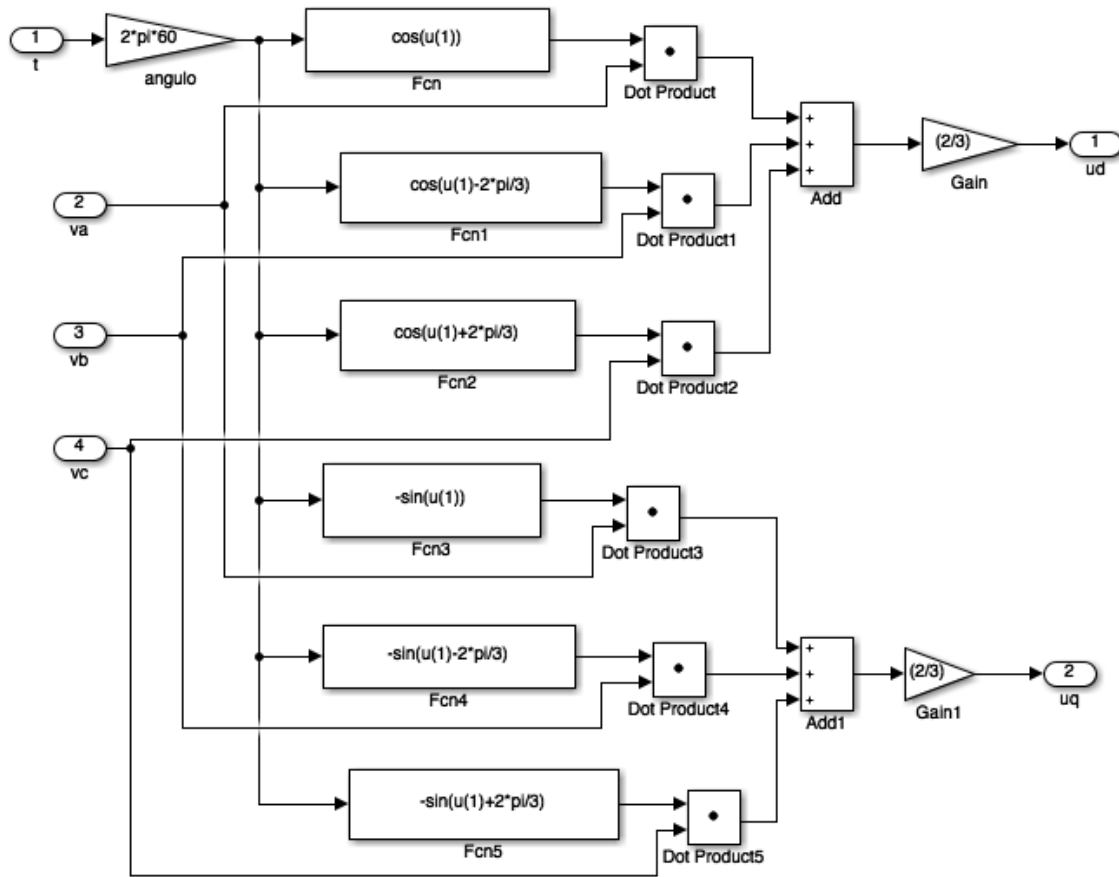 1
t
2*pi*60
angulo
cos(u(1))
Fcn
Dot Product
+
+
+
Add
(2/3)
Gain
1
ud
2
va
cos(u(1)-2*pi/3)
Fcn1
Dot Product1
3
vb
cos(u(1)+2*pi/3)
Fcn2
Dot Product2
4
vc
-sin(u(1))
Fcn3
Dot Product3
-sin(u(1)-2*pi/3)
Fcn4
Dot Product4
+
+
+
Add1
(2/3)
Gain1
2
uq
-sin(u(1)+2*pi/3)
Fcn5
Dot Product5